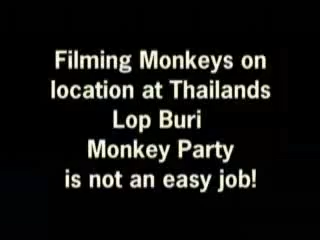 Filming Monkeys on
location at Thailands
Lop Buri
Monkey Party
is not an easy job!